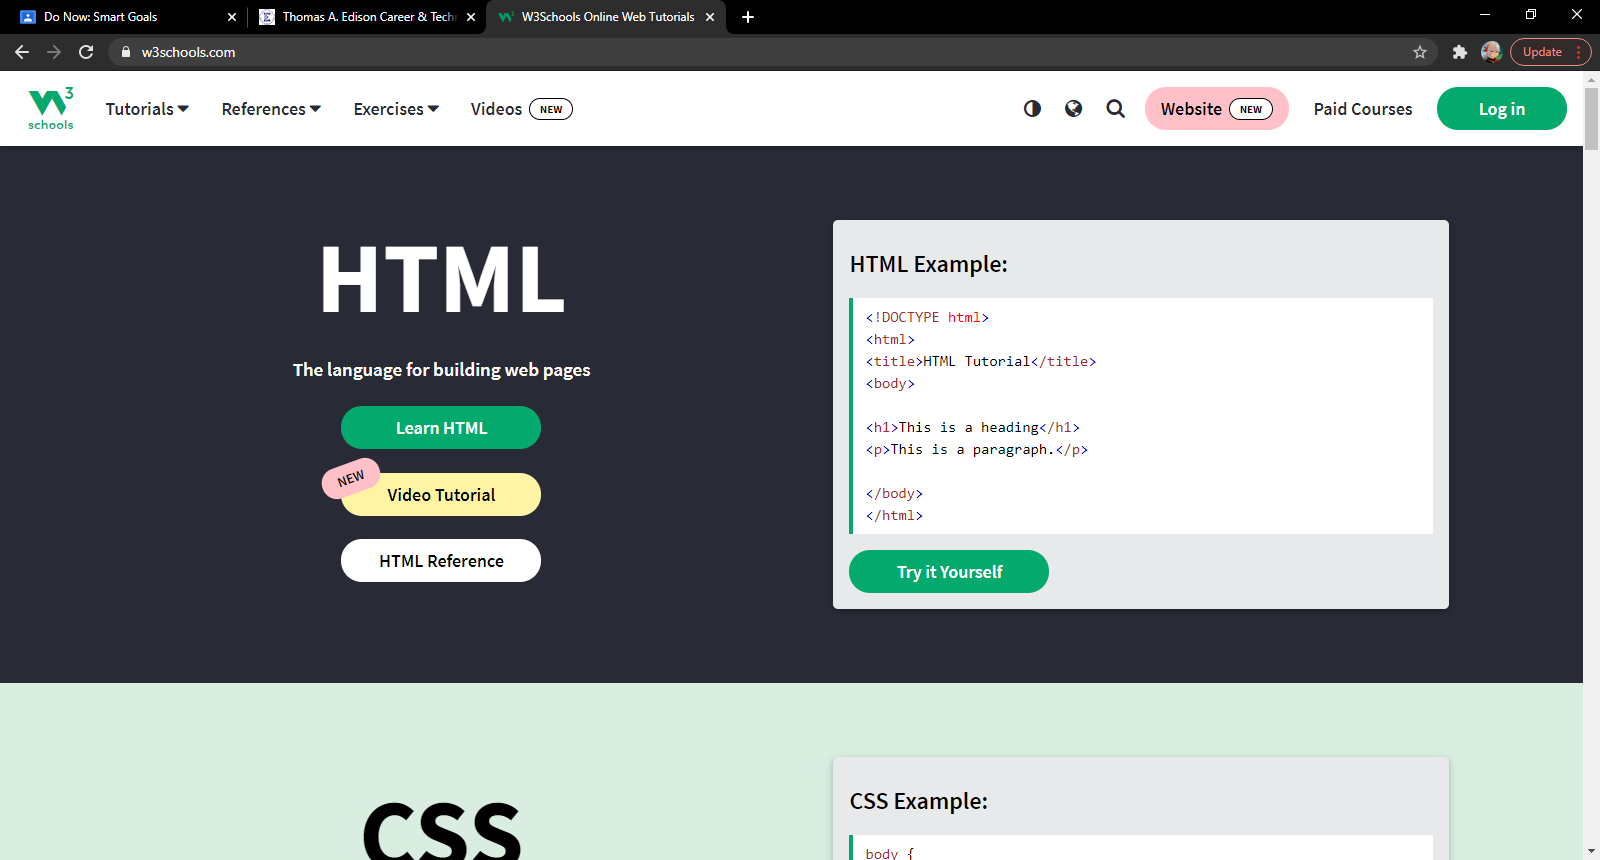 Do Now: Smart Goals
Thomas A. Edison Career & Tech
W3Schools Online Web Tutorials
w3schools.com
Update
W3 schools
Tutorials
References
Exercises
Videos NEW
Website NEW
Paid Courses
Log in
HTML
The language for building web pages
Learn HTML
NEW
Video Tutorial
HTML Reference
HTML Example:
<!DOCTYPE html>
<html>
<title>HTML Tutorial</title>
<body>
<h1>This is a heading</h1>
<p>This is a paragraph.</p>
</body>
</html>
Try it Yourself
CSS
CSS Example:
body {